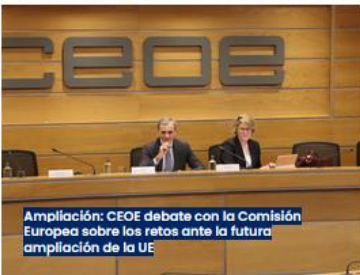 CEOE
Ampliación: CEOE debate con la Comisión
Europea sobre los retos ante la futura
ampliación de la UE